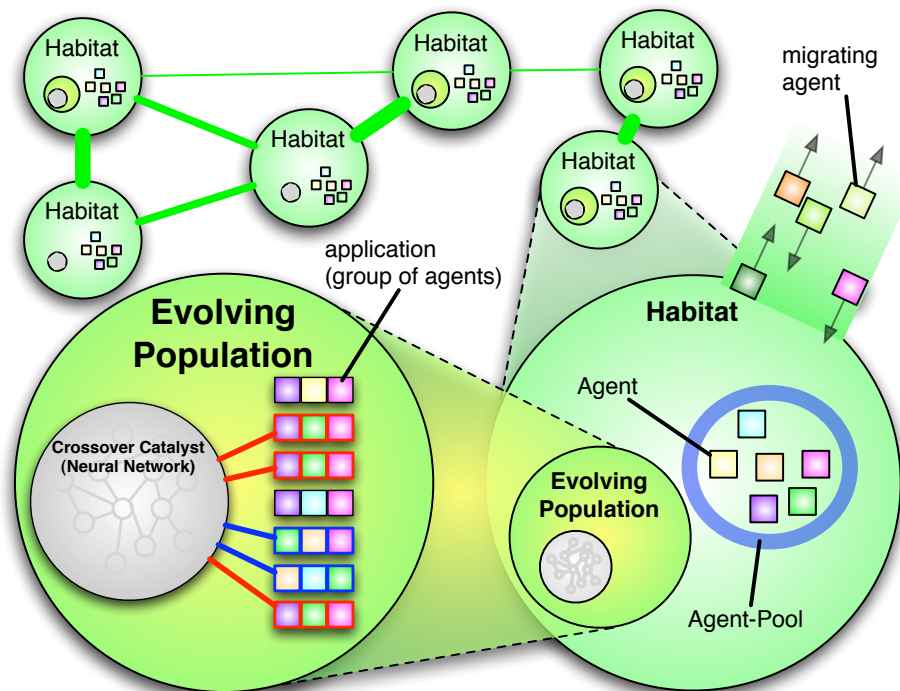 Habitat
Habitat
Habitat
migrating
agent
Habitat
Habitat
Habitat
application
(group of agents)
Evolving
Population
Habitat
Agent
Crossover Catalyst
(Neural Network)
Evolving
Population
Agent-Pool